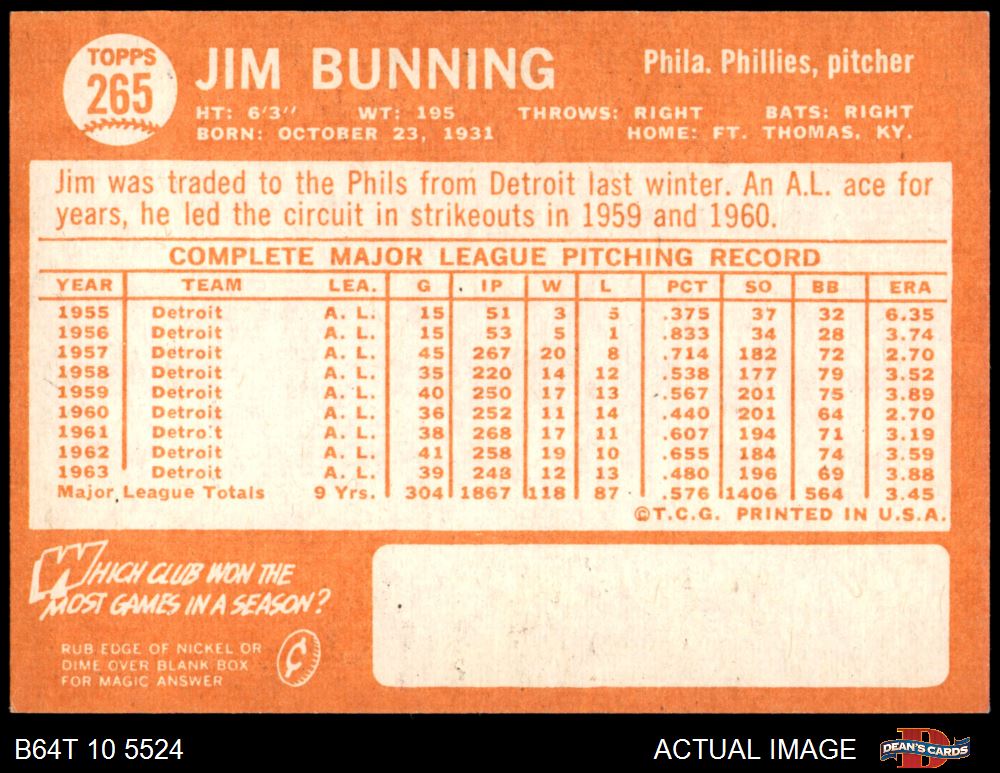 TOPPS
265
JIM BUNNING
Phila. Phillies, pitcher
HT: 6'3" WT: 195 THROWS: RIGHT BATS: RIGHT
BORN: OCTOBER 23, 1931 HOME: FT. THOMAS, KY.
Jim was traded to the Phils from Detroit last winter. An A.L. ace for
years, he led the circuit in strikeouts in 1959 and 1960.
COMPLETE MAJOR LEAGUE PITCHING RECORD
YEAR TEAM LEA. G IP W L PCT SO BB ERA
1955 Detroit A. L. 15 51 3 5 .375 37 32 6.35
1956 Detroit A. L. 15 53 5 1 .833 34 28 3.74
1957 Detroit A. L. 45 267 20 8 .714 182 72 2.70
1958 Detroit A. L. 35 220 14 12 .538 177 79 3.52
1959 Detroit A. L. 40 250 17 13 .567 201 75 3.89
1960 Detroit A. L. 36 252 11 14 .440 201 64 2.70
1961 Detroit A. L. 38 268 17 11 .607 194 71 3.19
1962 Detroit A. L. 41 258 19 10 .655 184 74 3.59
1963 Detroit A. L. 39 248 12 13 .480 196 69 3.88
Major League Totals 9 Yrs. 304 1867 118 87 .576 1406 564 3.45
©T.C.G. PRINTED IN U.S.A.
WHICH CLUB WON THE
MOST GAMES IN A SEASON?
RUB EDGE OF NICKEL OR
DIME OVER BLANK BOX
FOR MAGIC ANSWER
¢
B64T 10 5524
ACTUAL IMAGE
DEAN'S CARDS